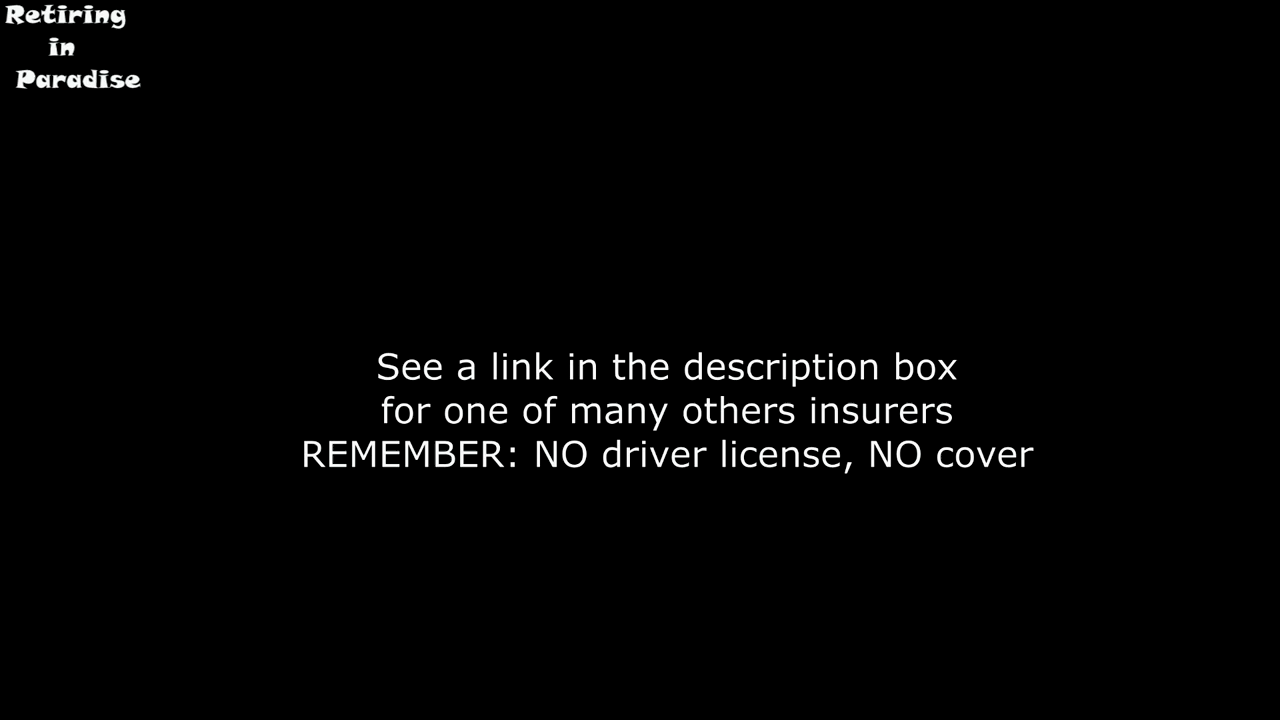 Retiring
in
Paradise
See a link in the description box
for one of many others insurers
REMEMBER: NO driver license, NO cover